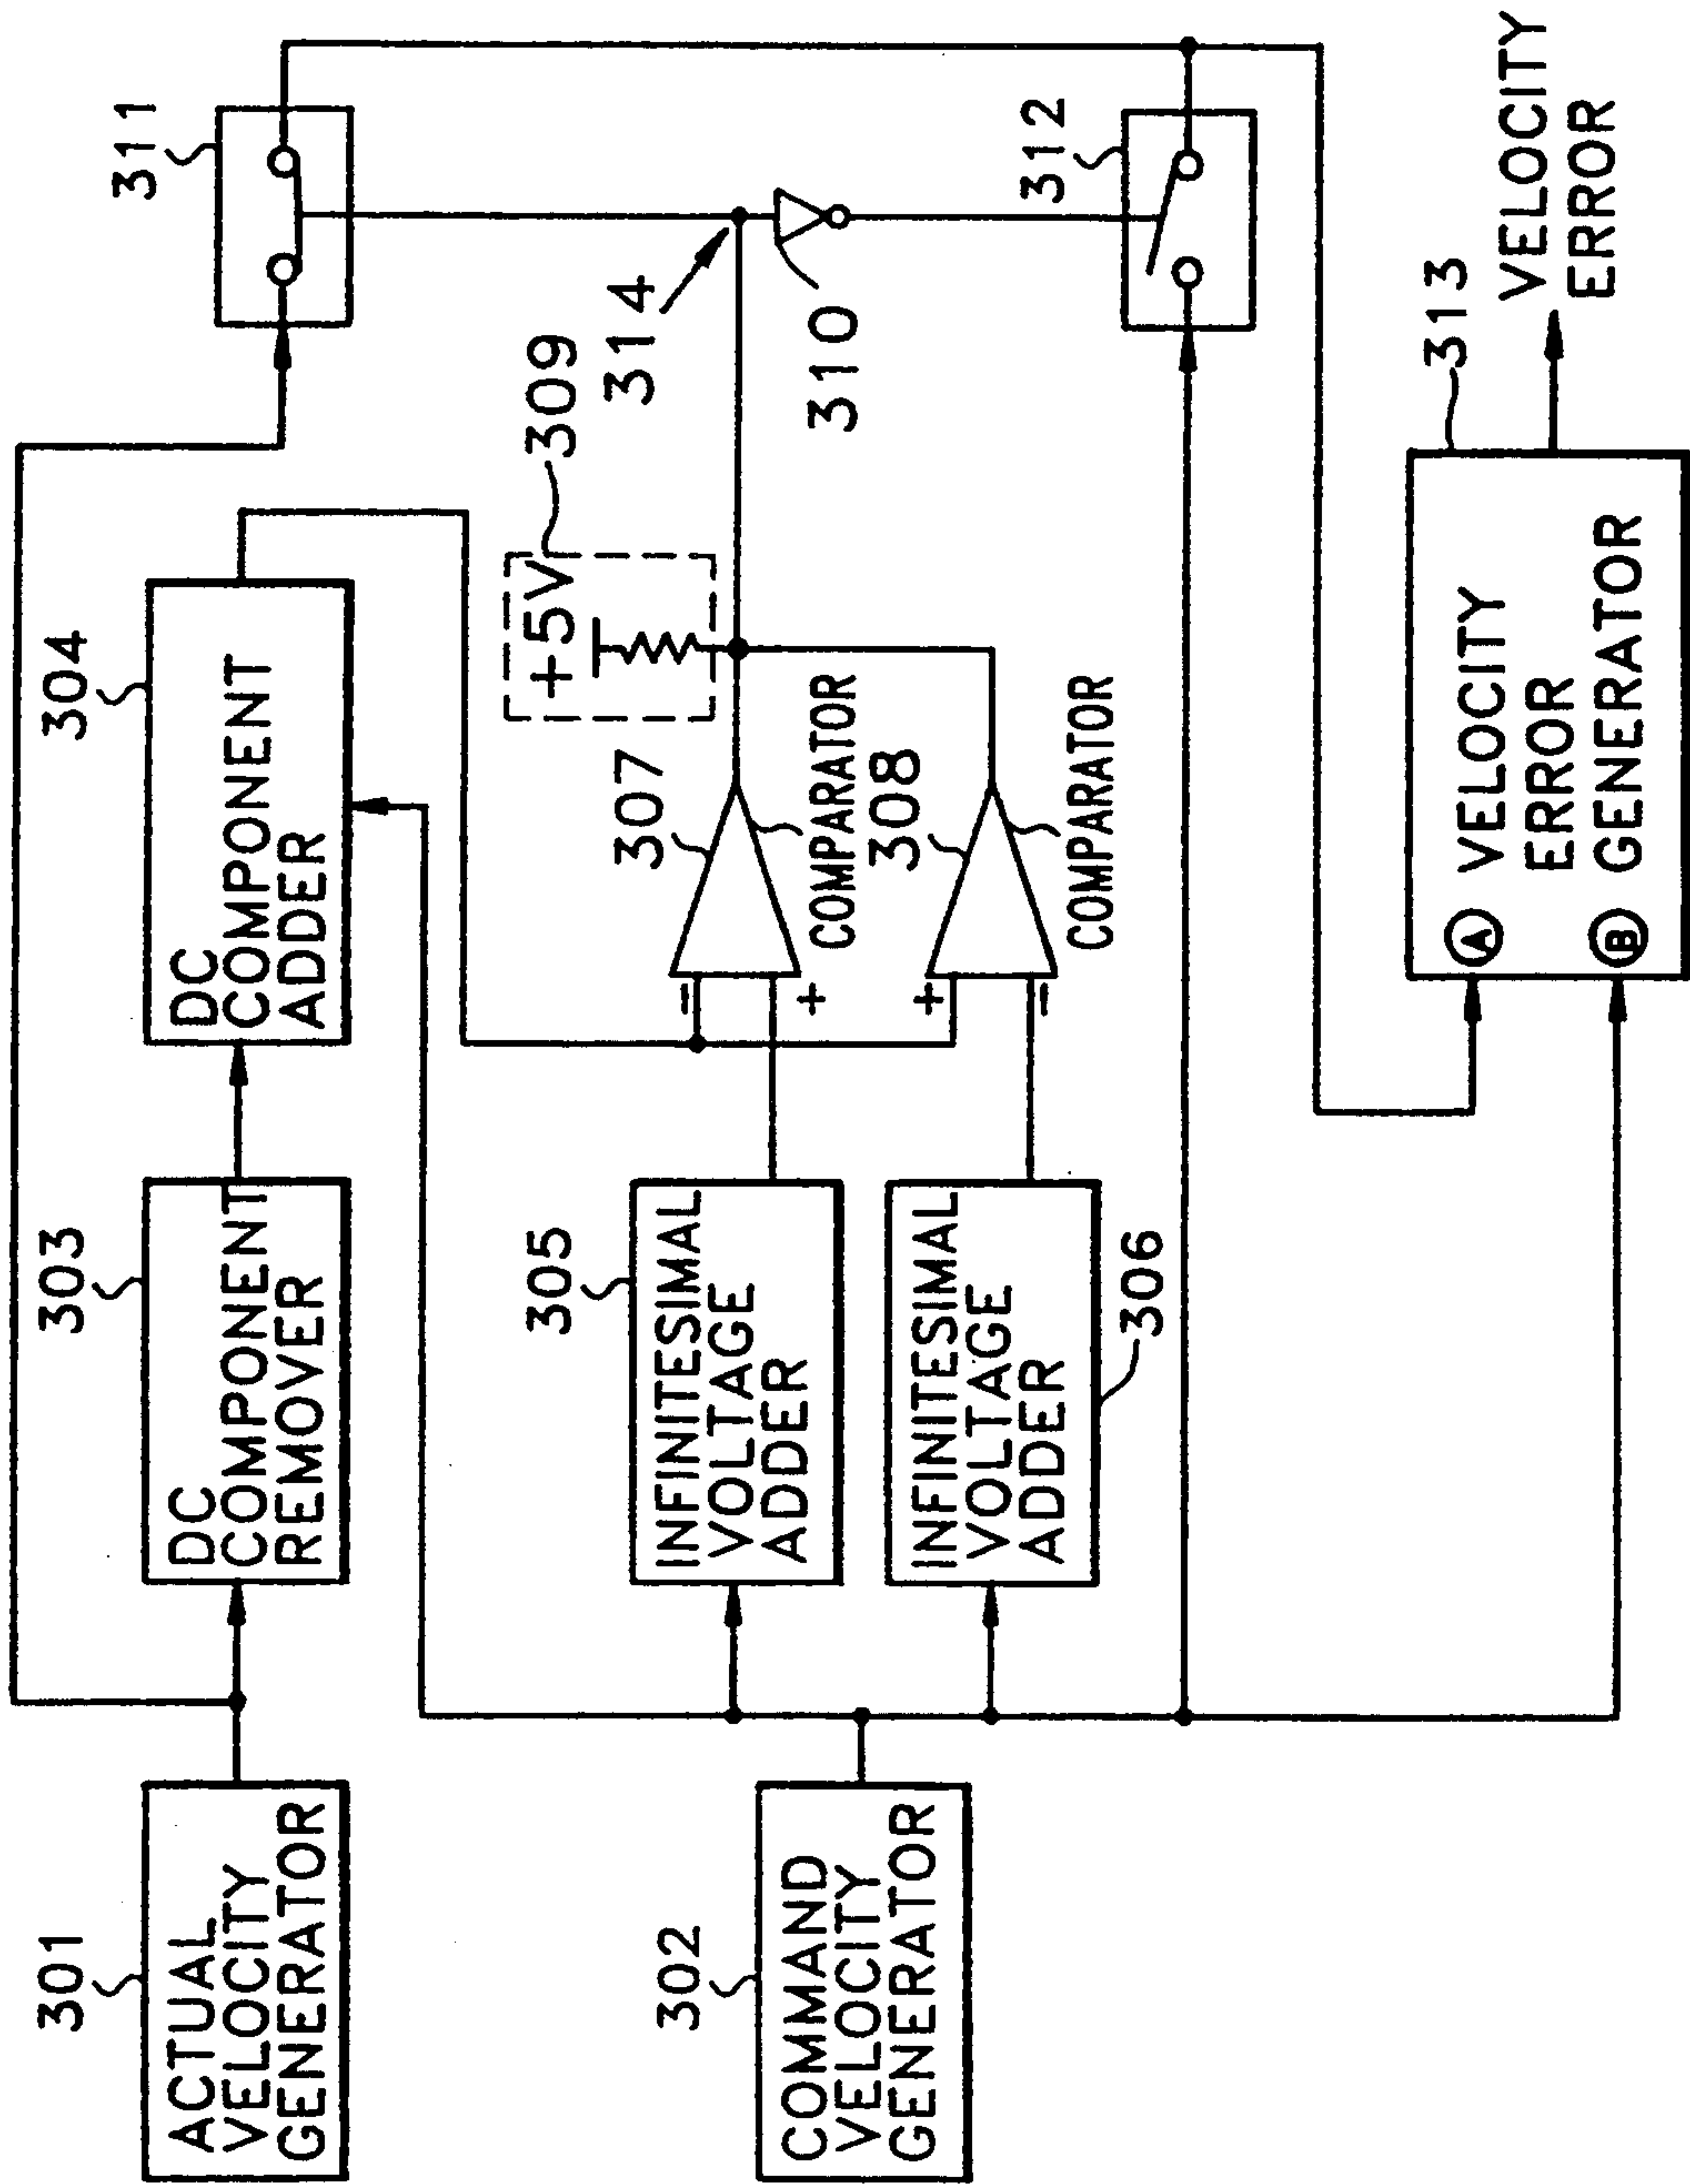 301
ACTUAL
VELOCITY
GENERATOR
303
DC
COMPONENT
REMOVER
304
DC
COMPONENT
ADDER
311
302
COMMAND
VELOCITY
GENERATOR
305
INFINITESIMAL
VOLTAGE
ADDER
INFINITESIMAL
VOLTAGE
ADDER
306
307
-
+
COMPARATOR
308
+
-
COMPARATOR
+5V
309
314
310
312
313
A
B
VELOCITY
ERROR
GENERATOR
VELOCITY
ERROR